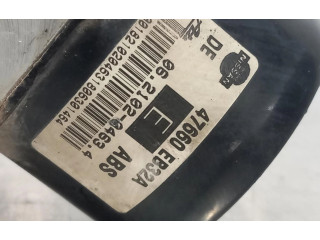 NISSAN
DE
06.2102-0463.4
E
47660 EB32A
ABS